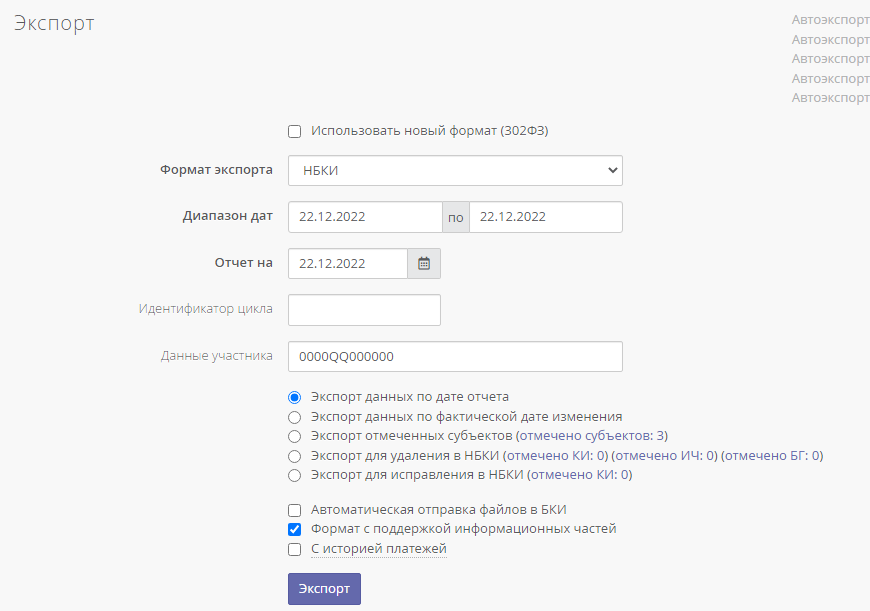 Экспорт
Автоэкспорт
Автоэкспорт
Автоэкспорт
Автоэкспорт
Автоэкспорт
Использовать новый формат (302ФЗ)
Формат экспорта НБКИ
Диапазон дат 22.12.2022 по 22.12.2022
Отчет на 22.12.2022
Идентификатор цикла
Данные участника 0000QQ000000
Экспорт данных по дате отчета
Экспорт данных по фактической дате изменения
Экспорт отмеченных субъектов (отмечено субъектов: 3)
Экспорт для удаления в НБКИ (отмечено КИ: 0) (отмечено ИЧ: 0) (отмечено БГ: 0)
Экспорт для исправления в НБКИ (отмечено КИ: 0)
Автоматическая отправка файлов в БКИ
Формат с поддержкой информационных частей
С историей платежей
Экспорт